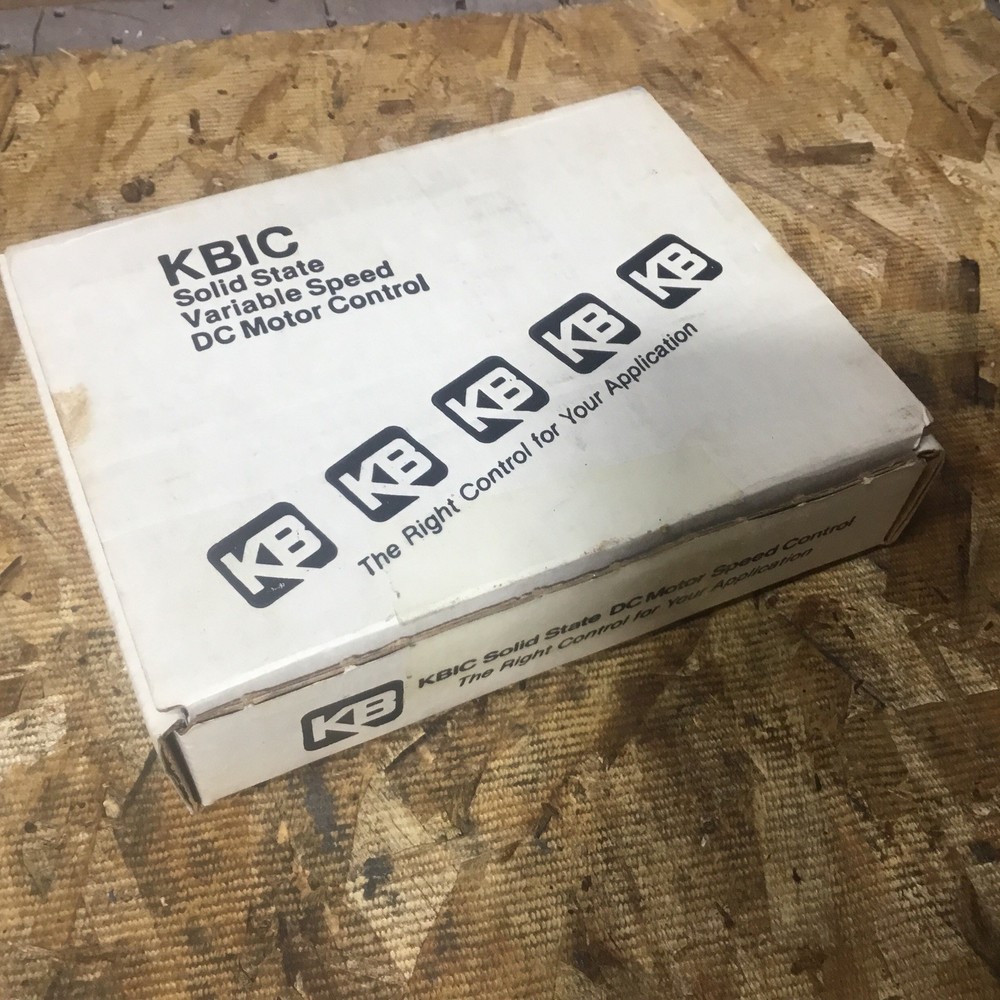 KBIC
Solid State
Variable Speed
DC Motor Control
KB
KB
KB
KB
KB
The Right Control for Your Application
KB
KBIC Solid State DC Motor Speed Control
The Right Control for Your Application